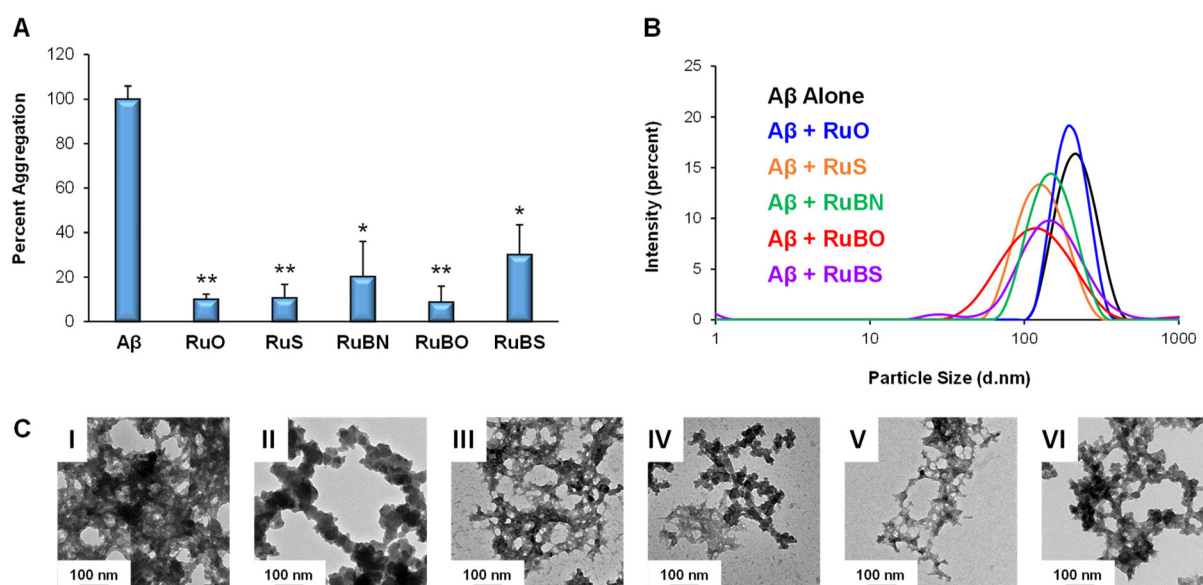 A
120
100
80
60
40
20
0
Percent Aggregation
**
**
*
**
*
Aβ RuO RuS RuBN RuBO RuBS
B
25
20
15
10
5
0
Intensity (percent)
Aβ Alone
Aβ + RuO
Aβ + RuS
Aβ + RuBN
Aβ + RuBO
Aβ + RuBS
1 10 100 1000
Particle Size (d.nm)
C
I II III IV V VI
100 nm 100 nm 100 nm 100 nm 100 nm 100 nm